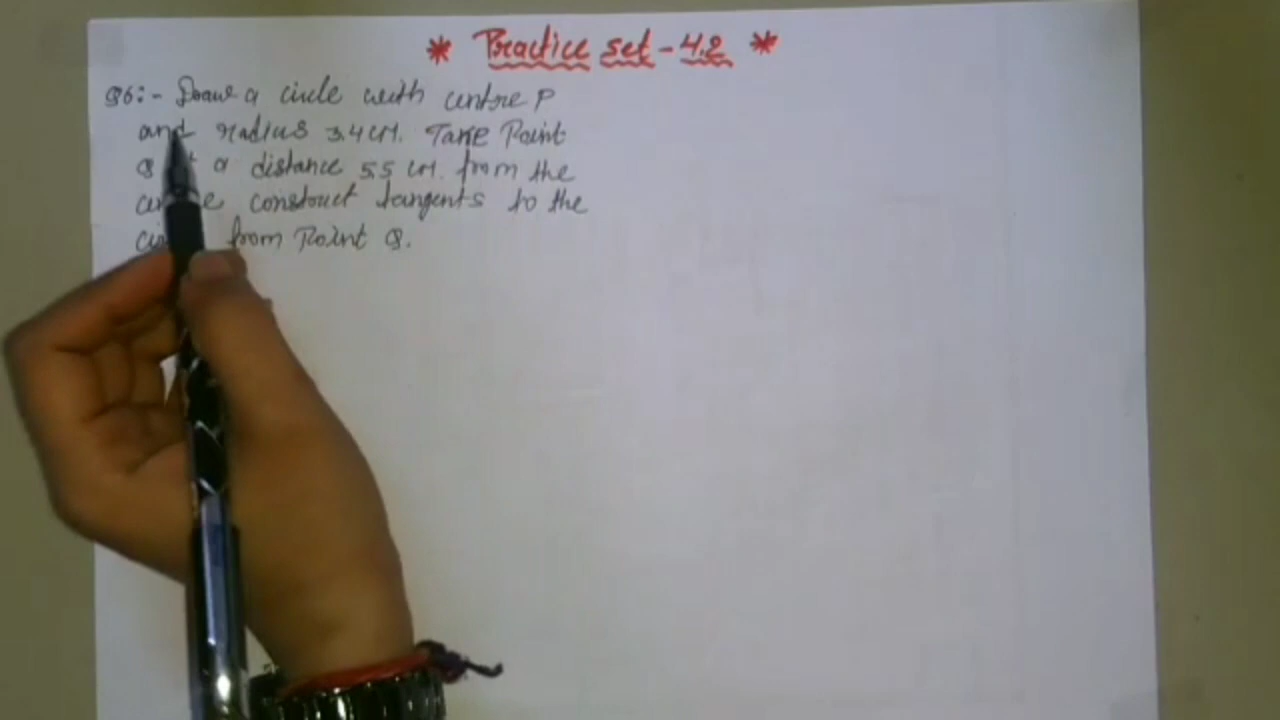 * Practice set - 4.2 *
Q6:- Draw a circle with centre P
and radius 3.4 cm. Take Point
Q a distance 5.5 cm. from the
construct tangents to the
from Point Q.